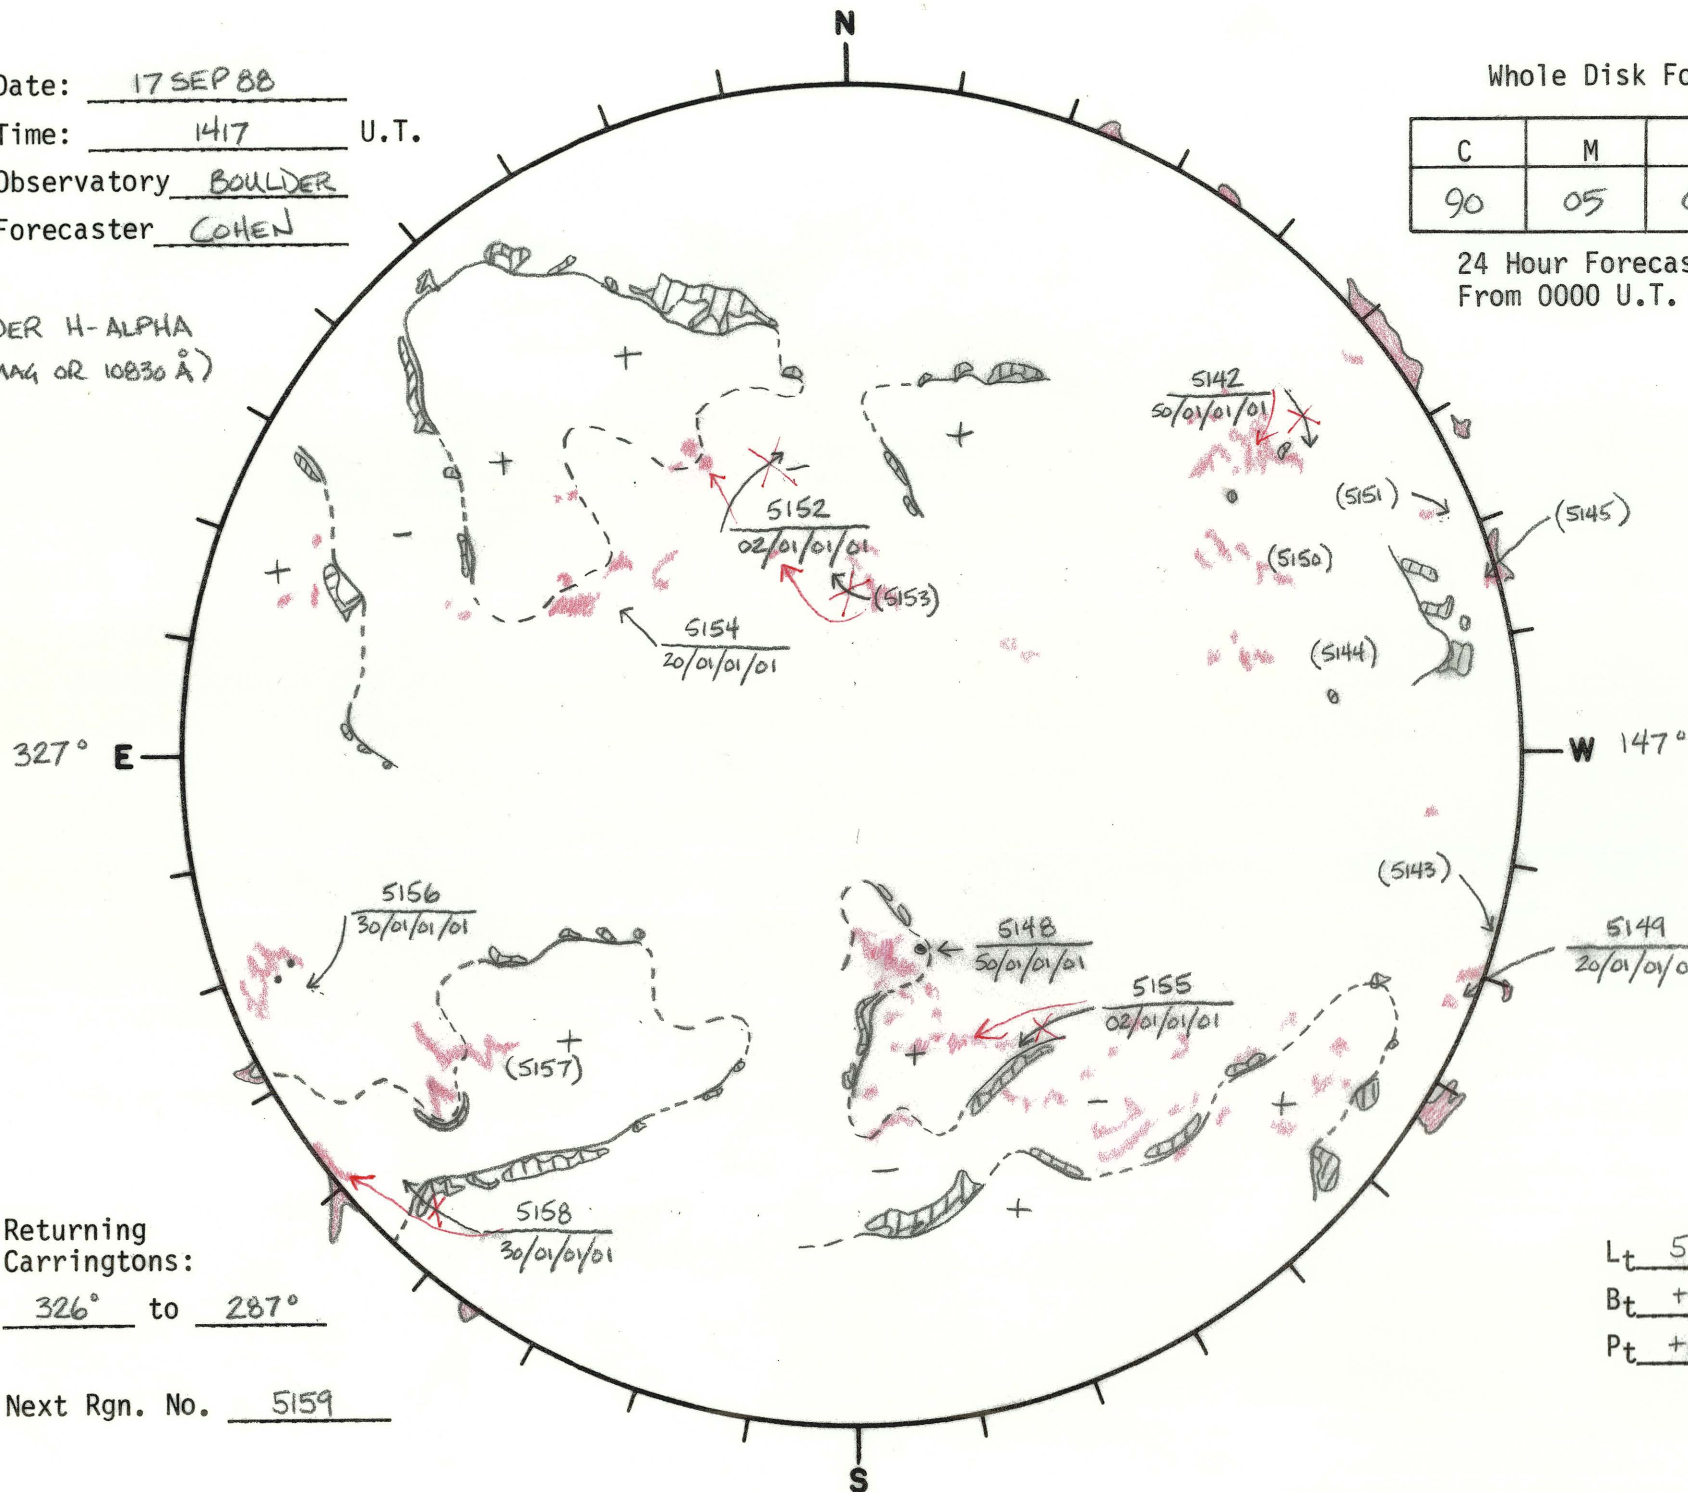 N
Date: 17 SEP 88
Time: 1417 U.T.
Observatory BOULDER
Forecaster COHEN
Whole Disk Fo
C M
90 05
24 Hour Forecas
From 0000 U.T.
DER H-ALPHA
MAG OR 10830 Å)
+
5142
50/01/01/01
+
+
-
(5151)
(5145)
5152
02/01/01/01
-
+
(5150)
(5153)
5154
20/01/01/01
(5144)
327° E
W 147°
(5143)
5156
30/01/01/01
5148
50/01/01/01
5149
20/01/01/0
5155
02/01/01/01
+
(5157)
+
-
+
-
+
5158
30/01/01/01
Returning
Carringtons:
326° to 287°
Next Rgn. No. 5159
Lt 5
Bt +
Pt +
S